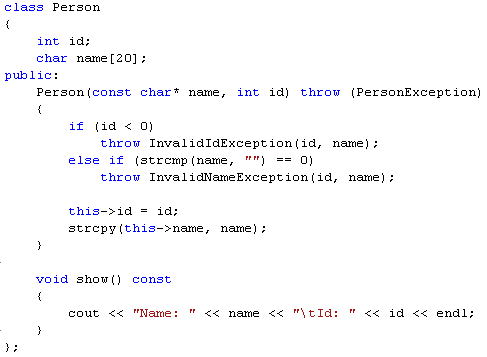 class Person
{
    int id;
    char name[20];
public:
    Person(const char* name, int id) throw (PersonException)
    {
        if (id < 0)
            throw InvalidIdException(id, name);
        else if (strcmp(name, "") == 0)
            throw InvalidNameException(id, name);

        this->id = id;
        strcpy(this->name, name);
    }

    void show() const
    {
        cout << "Name: " << name << "\tId: " << id << endl;
    }
};